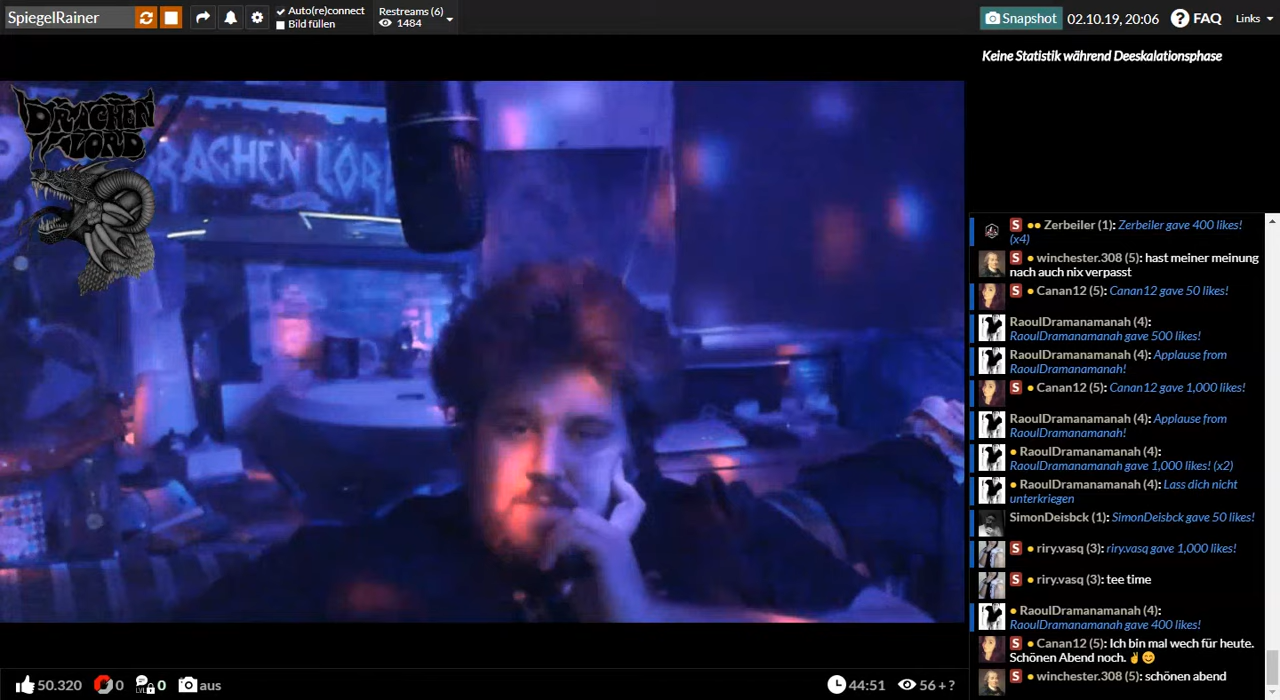 SpiegelRainer
Auto(re)connect
Bild füllen
Restreams (6)
1484
Snapshot
02.10.19, 20:06
? FAQ
Links
Keine Statistik während Deeskalationsphase
DRACHEN
LORD
DRACHEN LORD
S Zerbeiler (1): Zerbeiler gave 400 likes!
(x4)
S winchester.308 (5): hast meiner meinung
nach auch nix verpasst
S Canan12 (5): Canan12 gave 50 likes!
RaoulDramanamanah (4):
RaoulDramanamanah gave 500 likes!
RaoulDramanamanah (4): Applause from
RaoulDramanamanah!
S Canan12 (5): Canan12 gave 1,000 likes!
RaoulDramanamanah (4): Applause from
RaoulDramanamanah!
RaoulDramanamanah (4):
RaoulDramanamanah gave 1,000 likes! (x2)
RaoulDramanamanah (4): Lass dich nicht
unterkriegen
SimonDeisbck (1): SimonDeisbck gave 50 likes!
S riry.vasq (3): riry.vasq gave 1,000 likes!
S riry.vasq (3): tee time
RaoulDramanamanah (4):
RaoulDramanamanah gave 400 likes!
S Canan12 (5): Ich bin mal wech für heute.
Schönen Abend noch. ✌😊
S winchester.308 (5): schönen abend
50.320
0
0
aus
44:51
56 + ?